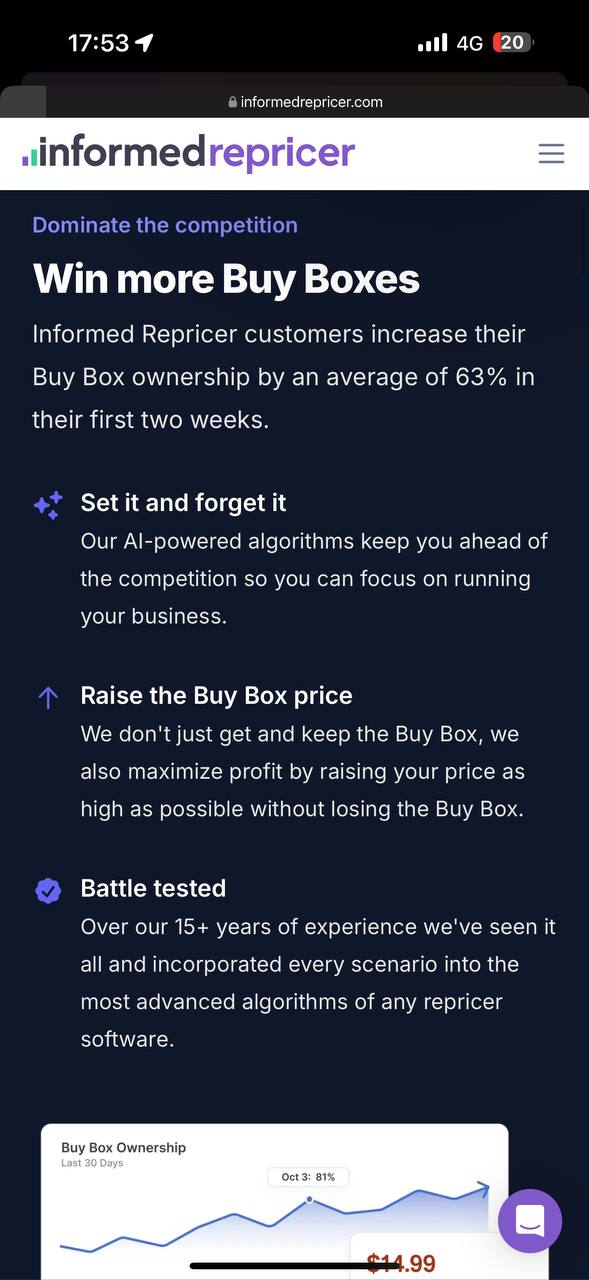 17:53
4G
20
informedrepricer.com
informedrepricer
Dominate the competition
Win more Buy Boxes
Informed Repricer customers increase their
Buy Box ownership by an average of 63% in
their first two weeks.
Set it and forget it
Our AI-powered algorithms keep you ahead of
the competition so you can focus on running
your business.
Raise the Buy Box price
We don't just get and keep the Buy Box, we
also maximize profit by raising your price as
high as possible without losing the Buy Box.
Battle tested
Over our 15+ years of experience we've seen it
all and incorporated every scenario into the
most advanced algorithms of any repricer
software.
Buy Box Ownership
Last 30 Days
Oct 3: 81%
$14.99